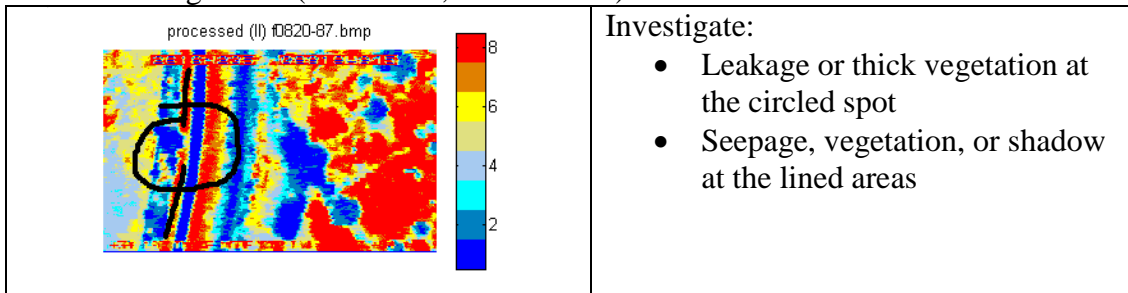 processed (II) f0820-87.bmp
8
6
4
2
Investigate:
• Leakage or thick vegetation at
the circled spot
• Seepage, vegetation, or shadow
at the lined areas